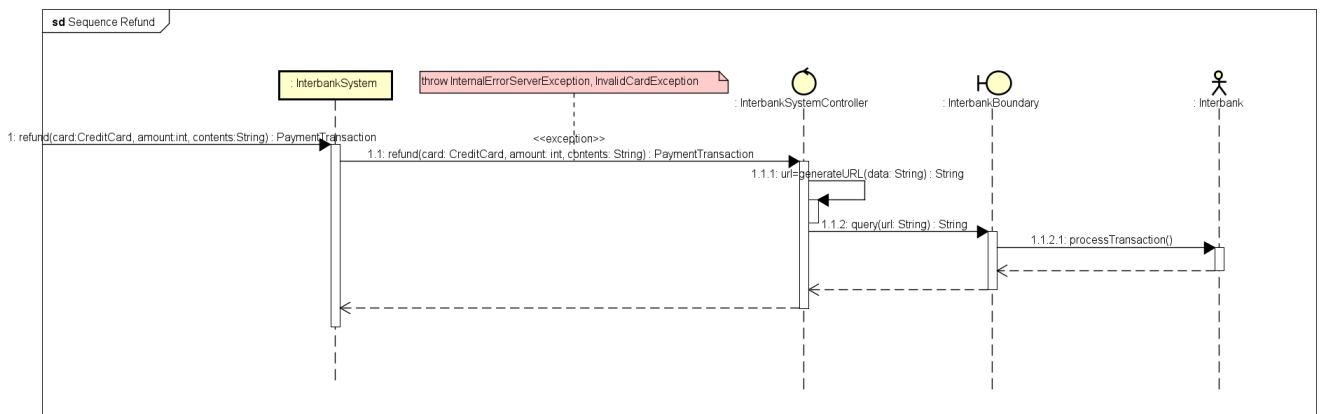 sd Sequence Refund
: InterbankSystem
throw InternalErrorServerException, InvalidCardException
: InterbankSystemController
: InterbankBoundary
: Interbank
1: refund(card:CreditCard, amount:int, contents:String) : PaymentTransaction
<<exception>>
1.1: refund(card: CreditCard, amount: int, contents: String) : PaymentTransaction
1.1.1: url=generateURL(data: String) : String
1.1.2: query(url: String) : String
1.1.2.1: processTransaction()